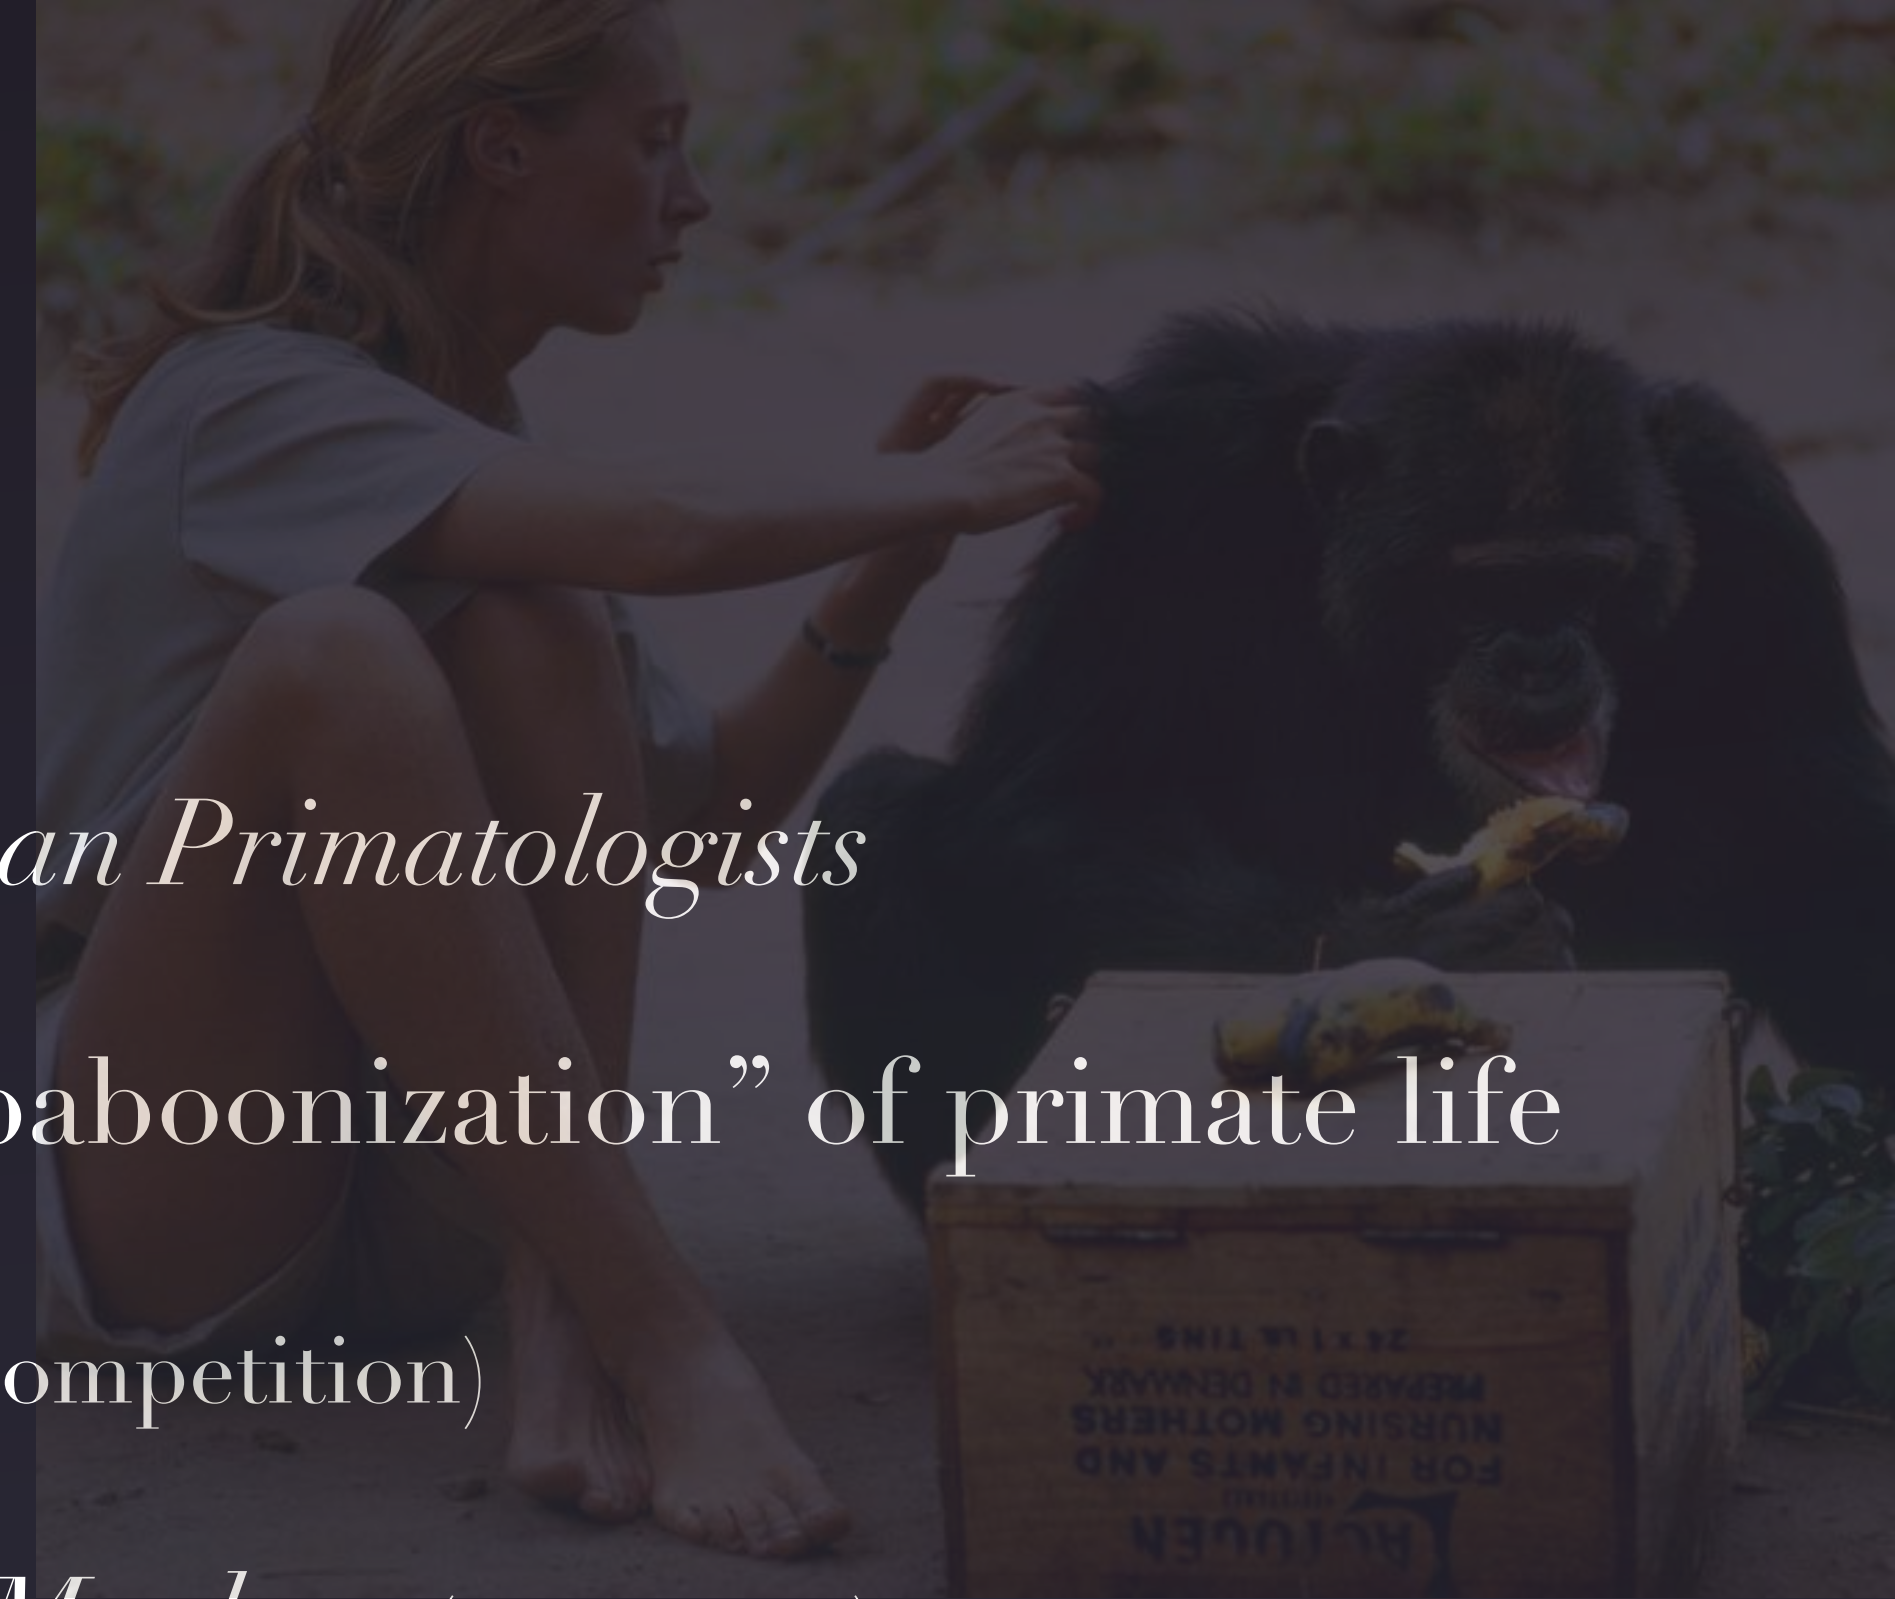 an Primatologists
baboonization” of primate life
ompetition)
24 x 1 LB. TINS
PREPARED IN DENMARK
NURSING MOTHERS
FOR INFANTS AND